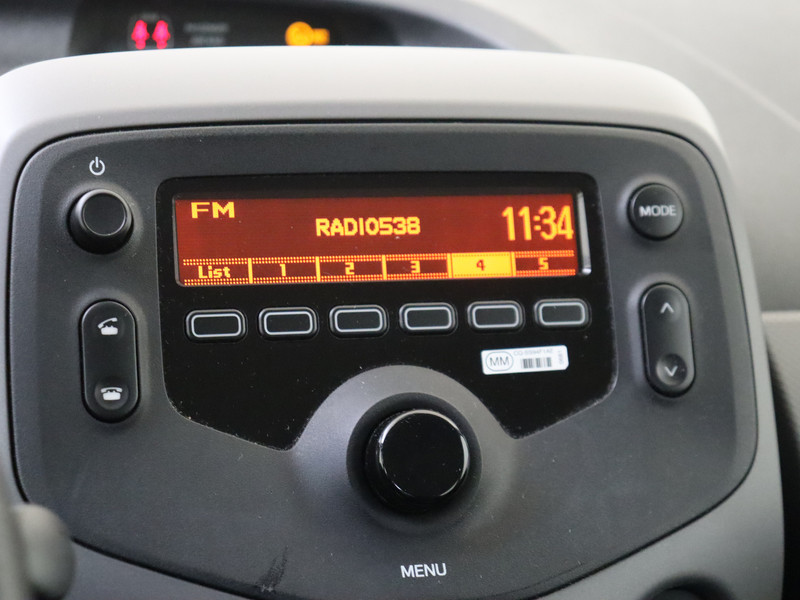 FM
RADIO538
11:34
List 1 2 3 4 5
MODE
MM
MENU